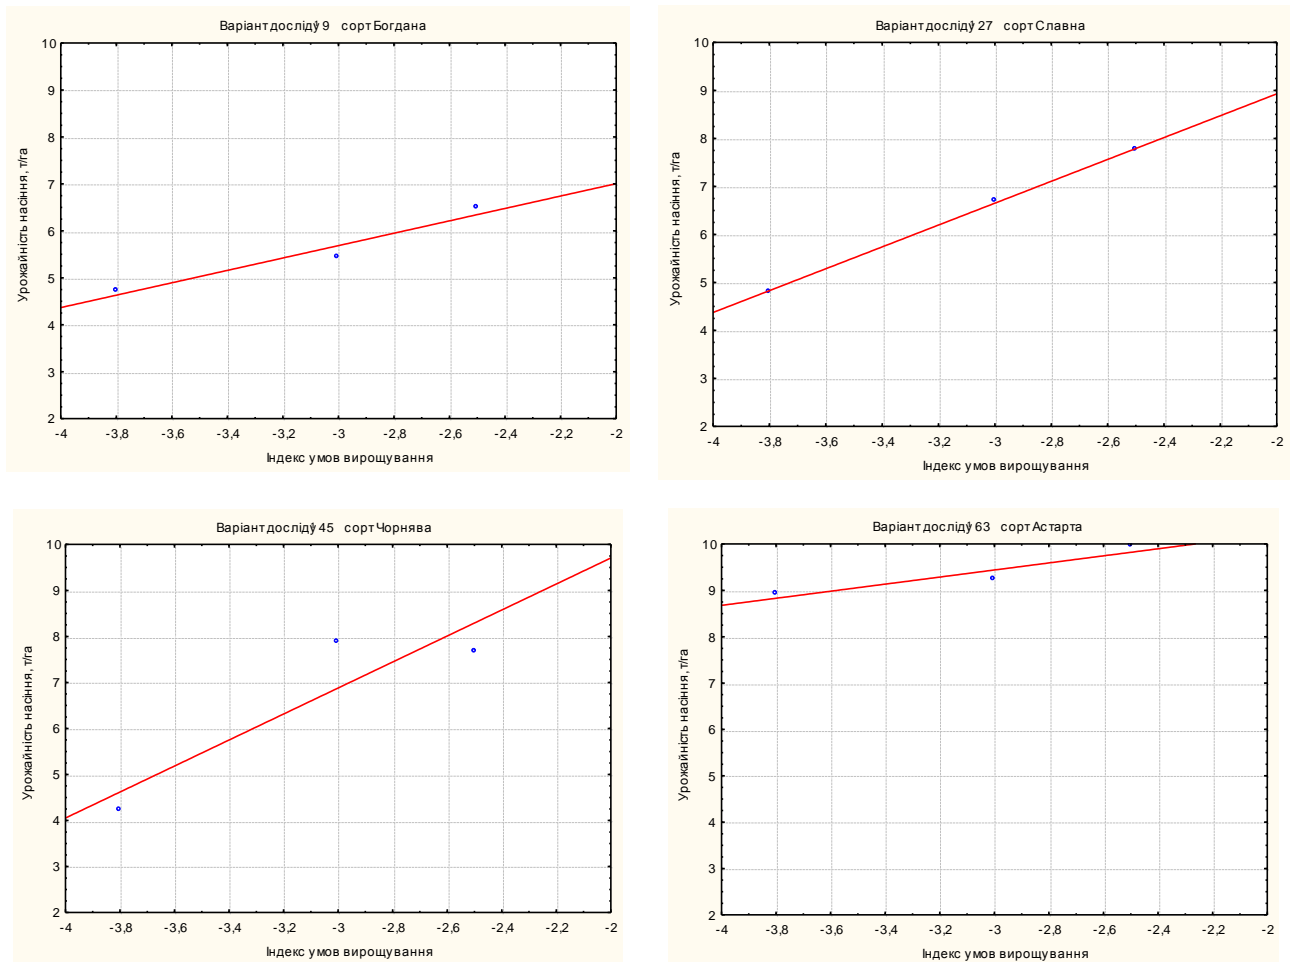 Варіант досліду 9 сорт Богдана
10
9
8
7
6
5
4
3
2
Урожайність насіння, т/га
-4 -3,8 -3,6 -3,4 -3,2 -3 -2,8 -2,6 -2,4 -2,2 -2
Індекс умов вирощування
Варіант досліду 27 сорт Славна
10
9
8
7
6
5
4
3
2
Урожайність насіння, т/га
-4 -3,8 -3,6 -3,4 -3,2 -3 -2,8 -2,6 -2,4 -2,2 -2
Індекс умов вирощування
Варіант досліду 45 сорт Чорнява
10
9
8
7
6
5
4
3
2
Урожайність насіння, т/га
-4 -3,8 -3,6 -3,4 -3,2 -3 -2,8 -2,6 -2,4 -2,2 -2
Індекс умов вирощування
Варіант досліду 63 сорт Астарта
10
9
8
7
6
5
4
3
2
Урожайність насіння, т/га
-4 -3,8 -3,6 -3,4 -3,2 -3 -2,8 -2,6 -2,4 -2,2 -2
Індекс умов вирощування